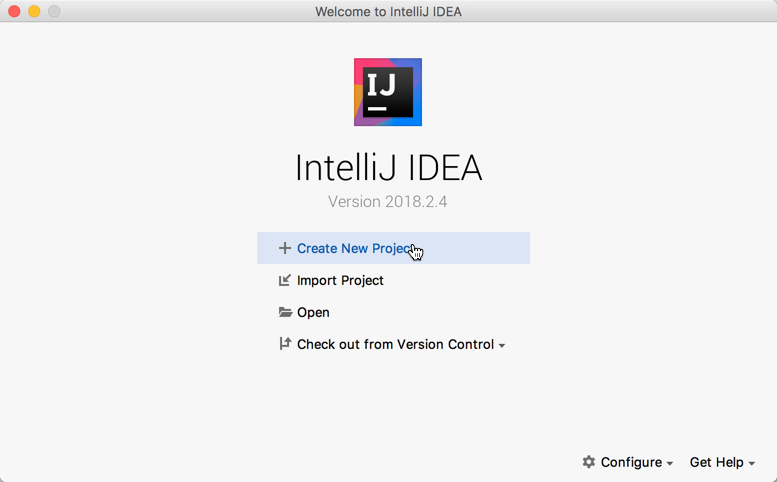 Welcome to IntelliJ IDEA
IJ
IntelliJ IDEA
Version 2018.2.4
Create New Project
Import Project
Open
Check out from Version Control
Configure
Get Help